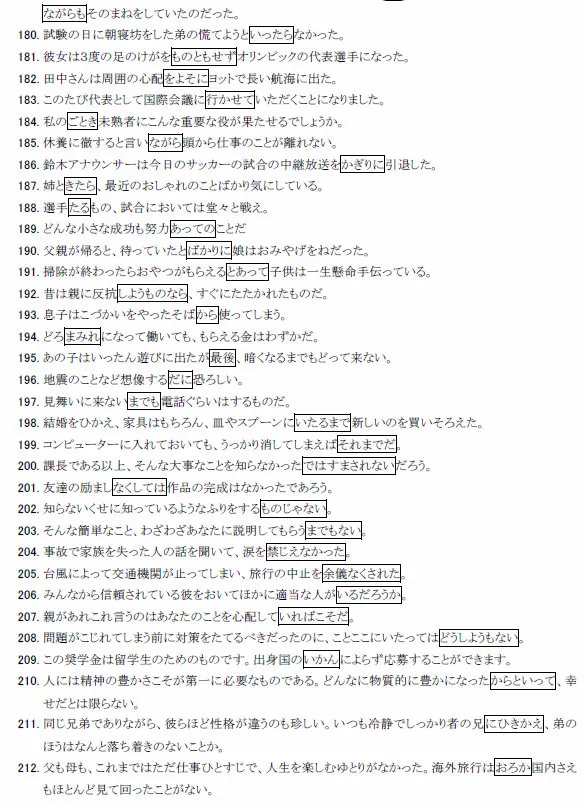 ながらもそのまねをしていたのだった。
180. 試験の日に朝寝坊をした弟の慌てようといったらなかった。
181. 彼女は3度の足のけがをものともせずオリンピックの代表選手になった。
182. 田中さんは周囲の心配をよそにヨットで長い航海に出た。
183. このたび代表として国際会議に行かせていただくことになりました。
184. 私のごとき未熟者にこんな重要な役が果たせるでしょうか。
185. 休養に徹すると言いながら頭から仕事のことが離れない。
186. 鈴木アナウンサーは今日のサッカーの試合の中継放送をかぎりに引退した。
187. 姉ときたら、最近のおしゃれのことばかり気にしている。
188. 選手たるもの、試合においては堂々と戦え。
189. どんな小さな成功も努力あってのことだ
190. 父親が帰ると、待っていたとばかりに娘はおみやげをねだった。
191. 掃除が終わったらおやつがもらえるとあって子供は一生懸命手伝っている。
192. 昔は親に反抗しようものなら、すぐにたたかれたものだ。
193. 息子はこづかいをやったそばから使ってしまう。
194. どろまみれになって働いても、もらえる金はわずかだ。
195. あの子はいったん遊びに出たが最後、暗くなるまでもどって来ない。
196. 地震のことなど想像するだに恐ろしい。
197. 見舞いに来ないまでも電話ぐらいはするものだ。
198. 結婚をひかえ、家具はもちろん、皿やスプーンにいたるまで新しいのを買いそろえた。
199. コンピューターに入れておいても、うっかり消してしまえばそれまでだ。
200. 課長である以上、そんな大事なことを知らなかったではすまされないだろう。
201. 友達の励ましなくしては作品の完成はなかったであろう。
202. 知らないくせに知っているようなふりをするものじゃない。
203. そんな簡単なこと、わざわざあなたに説明してもらうまでもない。
204. 事故で家族を失った人の話を聞いて、涙を禁じえなかった。
205. 台風によって交通機関が止ってしまい、旅行の中止を余儀なくされた。
206. みんなから信頼されている彼をおいてほかに適当な人がいるだろうか。
207. 親があれこれ言うのはあなたのことを心配していればこそだ。
208. 問題がこじれてしまう前に対策をたてるべきだったのに、ことここにいたってはどうしようもない。
209. この奨学金は留学生のためのものです。出身国のいかんによらず応募することができます。
210. 人には精神の豊かさこそが第一に必要なものである。どんなに物質的に豊かになったからといって、幸
せだとは限らない。
211. 同じ兄弟でありながら、彼らほど性格が違うのも珍しい。いつも冷静でしっかり者の兄にひきかえ、弟の
ほうはなんと落ち着きのないことか。
212. 父も母も、これまではただ仕事ひとすじで、人生を楽しむゆとりがなかった。海外旅行はおろか国内さえ
もほとんど見て回ったことがない。